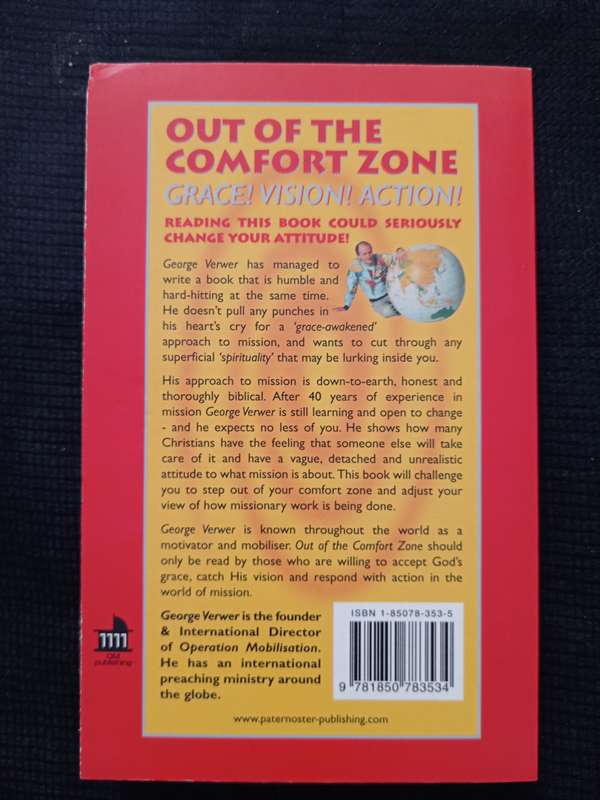 OUT OF THE
COMFORT ZONE
GRACE! VISION! ACTION!
READING THIS BOOK COULD SERIOUSLY
CHANGE YOUR ATTITUDE!
George Verwer has managed to
write a book that is humble and
hard-hitting at the same time.
He doesn't pull any punches in
his heart's cry for a 'grace-awakened'
approach to mission, and wants to cut through any
superficial 'spirituality' that may be lurking inside you.
His approach to mission is down-to-earth, honest and
thoroughly biblical. After 40 years of experience in
mission George Verwer is still learning and open to change
- and he expects no less of you. He shows how many
Christians have the feeling that someone else will take
care of it and have a vague, detached and unrealistic
attitude to what mission is about. This book will challenge
you to step out of your comfort zone and adjust your
view of how missionary work is being done.
George Verwer is known throughout the world as a
motivator and mobiliser. Out of the Comfort Zone should
only be read by those who are willing to accept God's
grace, catch His vision and respond with action in the
world of mission.
George Verwer is the founder
& International Director
of Operation Mobilisation.
He has an international
preaching ministry around
the globe.
ISBN 1-85078-353-5
9 781850 783534
OM
publishing
www.paternoster-publishing.com